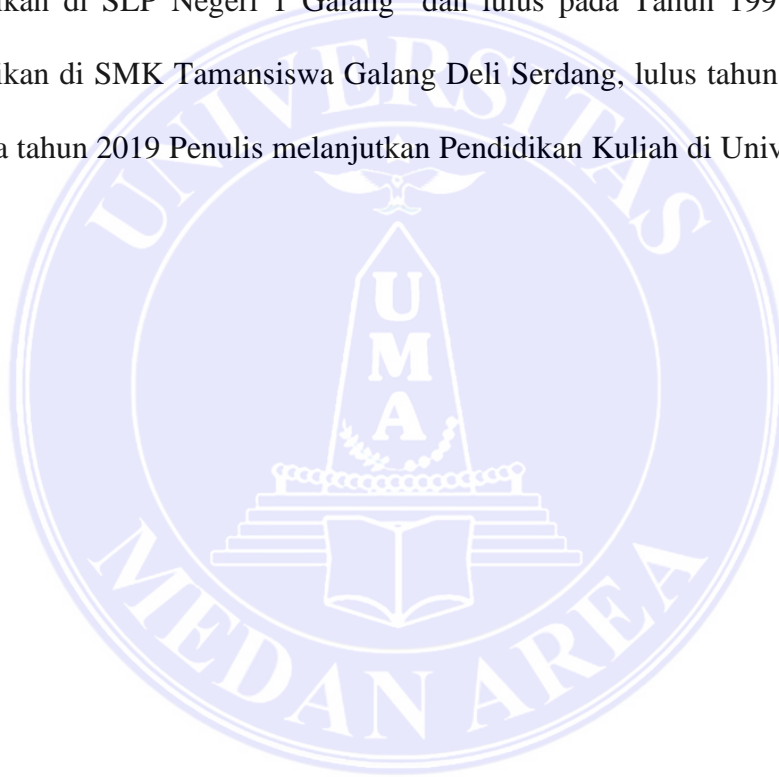 ikan di SLP Negeri 1 Galang dan lulus pada Tahun 199
ikan di SMK Tamansiswa Galang Deli Serdang, lulus tahun
a tahun 2019 Penulis melanjutkan Pendidikan Kuliah di Univ
UNIVERSITAS
UMA
MEDAN AREA